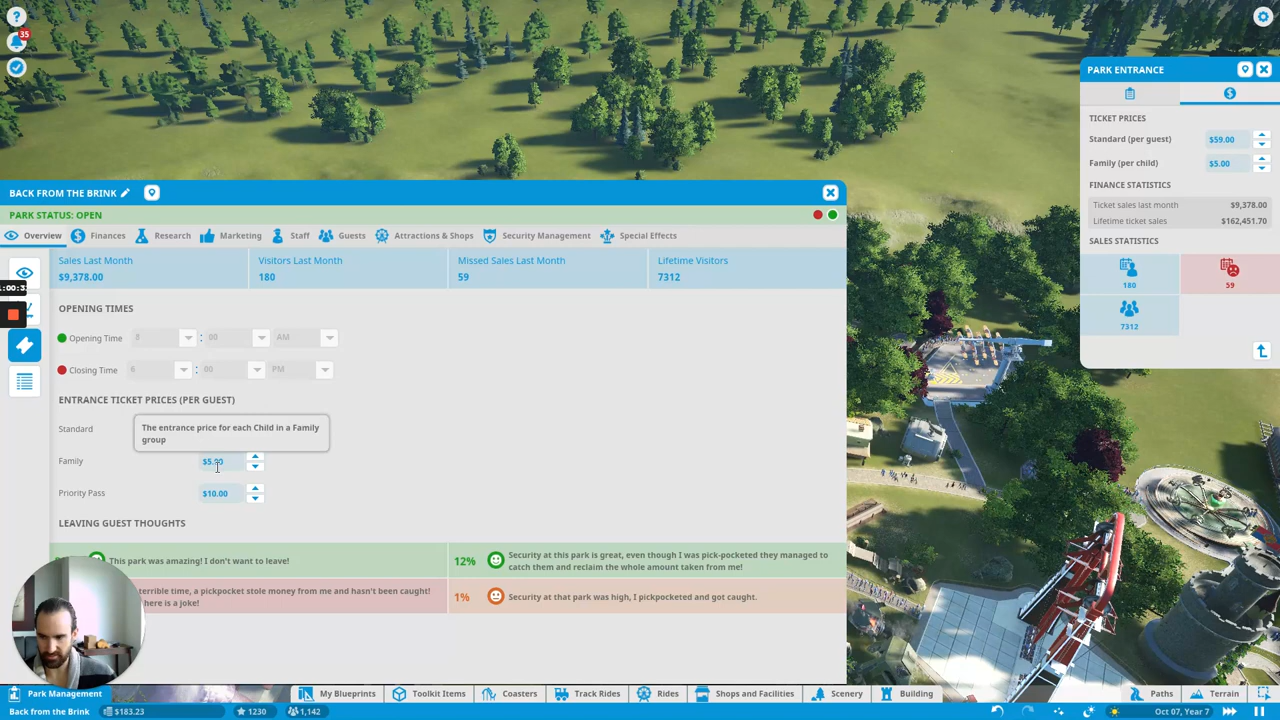 ?
35
PARK ENTRANCE
TICKET PRICES
Standard (per guest)
$59.00
Family (per child)
$5.00
FINANCE STATISTICS
Ticket sales last month
$9,378.00
Lifetime ticket sales
$162,451.70
SALES STATISTICS
180
59
7312
BACK FROM THE BRINK
PARK STATUS: OPEN
Overview
Finances
Research
Marketing
Staff
Guests
Attractions & Shops
Security Management
Special Effects
Sales Last Month
$9,378.00
Visitors Last Month
180
Missed Sales Last Month
59
Lifetime Visitors
7312
OPENING TIMES
Opening Time 8 : 00 AM
Closing Time 6 : 00 PM
ENTRANCE TICKET PRICES (PER GUEST)
Standard
The entrance price for each Child in a Family
group
Family
$5.00
Priority Pass
$10.00
LEAVING GUEST THOUGHTS
This park was amazing! I don't want to leave!
12%
Security at this park is great, even though I was pick-pocketed they managed to
catch them and reclaim the whole amount taken from me!
terrible time, a pickpocket stole money from me and hasn't been caught!
here is a joke!
1%
Security at that park was high, I pickpocketed and got caught.
Park Management
My Blueprints
Toolkit Items
Coasters
Track Rides
Rides
Shops and Facilities
Scenery
Building
Paths
Terrain
Back from the Brink
$183.23
1230
1,142
Oct 07, Year 7